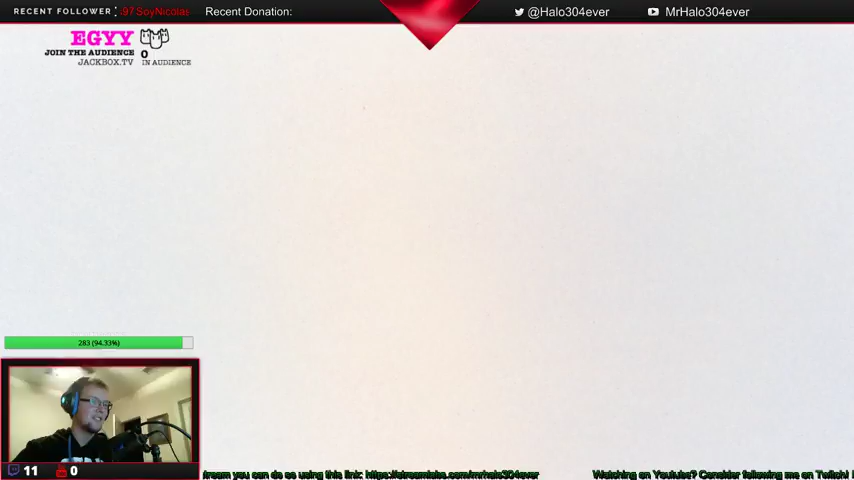 RECENT FOLLOWER : 97SoyNicolas
Recent Donation:
@Halo304ever
MrHalo304ever
EGYY
JOIN THE AUDIENCE
JACKBOX.TV
0
IN AUDIENCE
283 (94.33%)
11
0
tream you can do so using this link: https://streamlabs.com/mrhalo304ever
Watching on Youtube? Consider following me on Twitch!